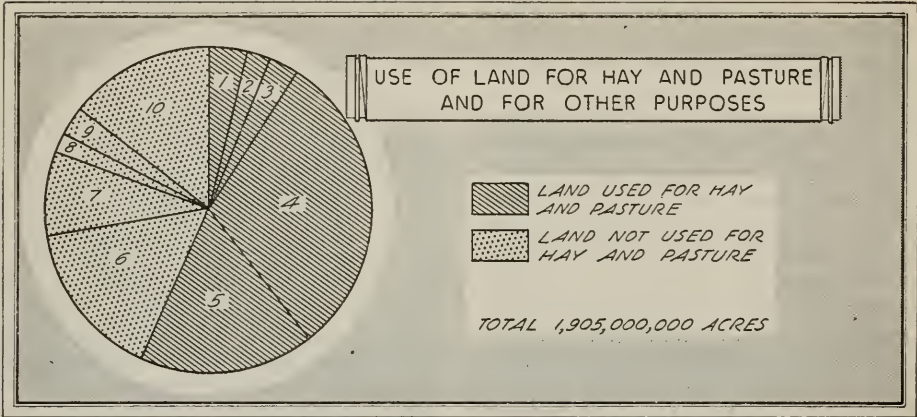 USE OF LAND FOR HAY AND PASTURE
AND FOR OTHER PURPOSES
1
2
3
4
5
6
7
8
9
10
LAND USED FOR HAY
AND PASTURE
LAND NOT USED FOR
HAY AND PASTURE
TOTAL 1,905,000,000 ACRES